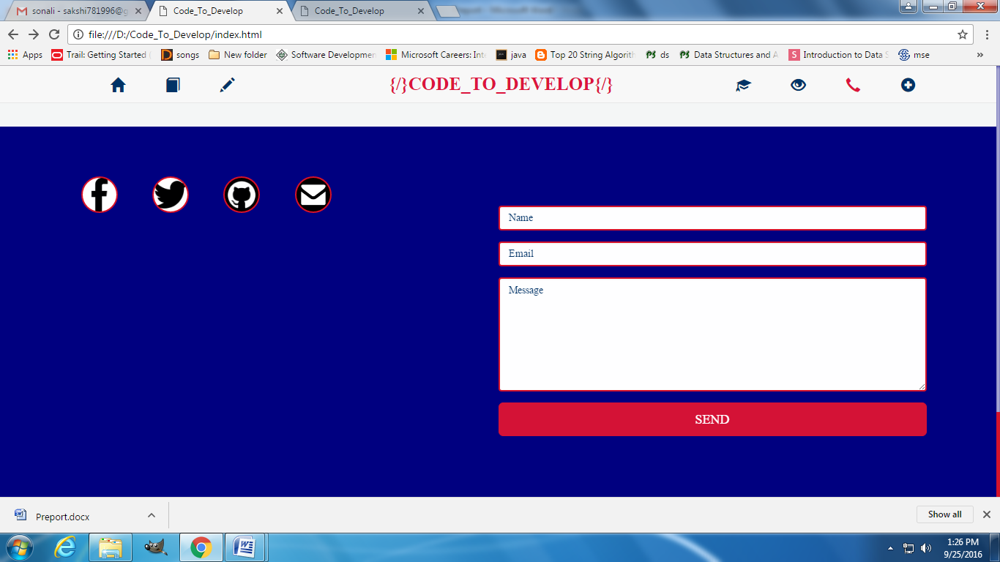 sonali - sakshi781996@g
Code_To_Develop
Code_To_Develop
file:///D:/Code_To_Develop/index.html
Apps Trail: Getting Started songs New folder Software Developmen Microsoft Careers: Int java Top 20 String Algorith ds Data Structures and A S Introduction to Data S mse »
{/}CODE_TO_DEVELOP{/}
Name
Email
Message
SEND
Preport.docx
Show all
1:26 PM
9/25/2016